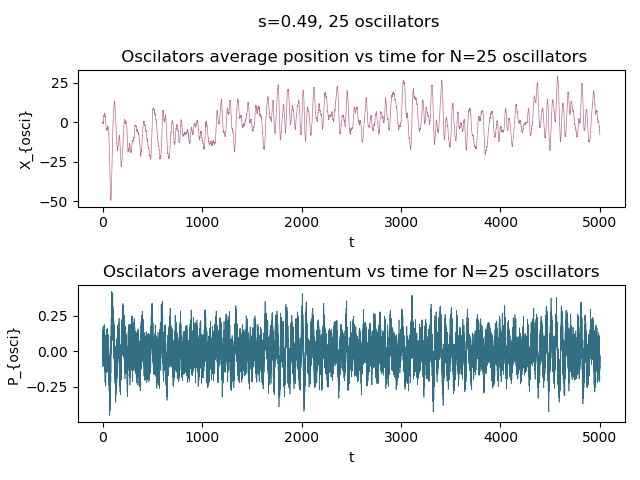 s=0.49, 25 oscillators
Oscilators average position vs time for N=25 oscillators
X_{osci}
25
0
−25
−50
0 1000 2000 3000 4000 5000
t
Oscilators average momentum vs time for N=25 oscillators
P_{osci}
0.25
0.00
−0.25
0 1000 2000 3000 4000 5000
t